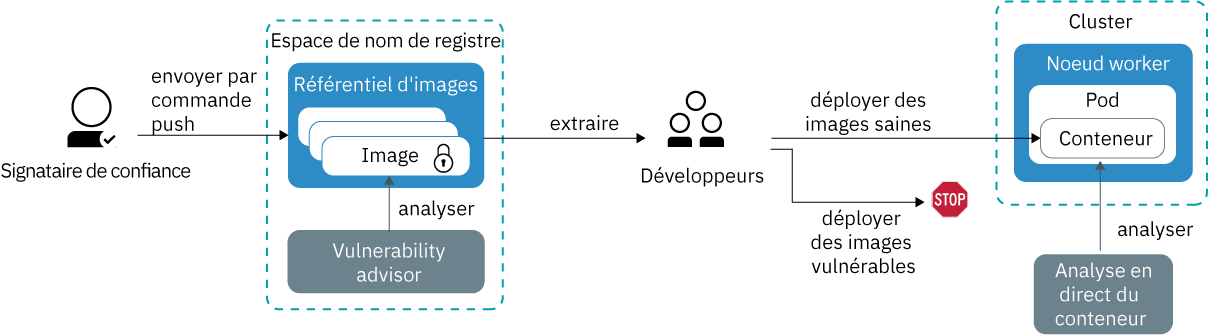 Signataire de confiance
envoyer par
commande
push
Espace de nom de registre
Référentiel d'images
Image
analyser
Vulnerability
advisor
extraire
Développeurs
déployer des
images saines
STOP
déployer
des images
vulnérables
Cluster
Noeud worker
Pod
Conteneur
analyser
Analyse en
direct du
conteneur